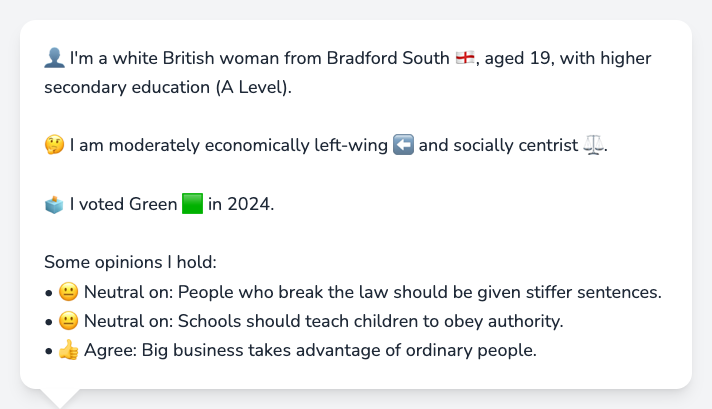 👤 I'm a white British woman from Bradford South 🏴󠁧󠁢󠁥󠁮󠁧󠁿, aged 19, with higher
secondary education (A Level).
🤔 I am moderately economically left-wing ⬅️ and socially centrist ⚖️.
🗳️ I voted Green 🟩 in 2024.
Some opinions I hold:
• 😐 Neutral on: People who break the law should be given stiffer sentences.
• 😐 Neutral on: Schools should teach children to obey authority.
• 👍 Agree: Big business takes advantage of ordinary people.